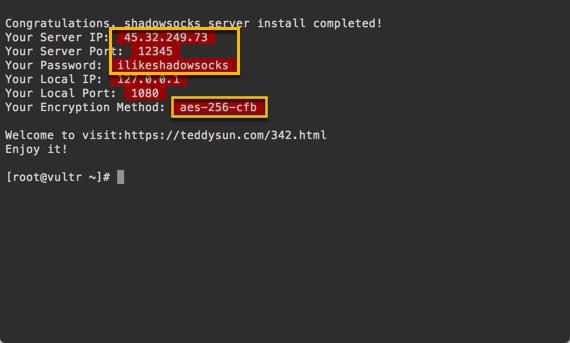 Congratulations, shadowsocks server install completed!
Your Server IP: 45.32.249.73
Your Server Port: 12345
Your Password: ilikeshadowsocks
Your Local IP: 127.0.0.1
Your Local Port: 1080
Your Encryption Method: aes-256-cfb
Welcome to visit:https://teddysun.com/342.html
Enjoy it!
[root@vultr ~]#